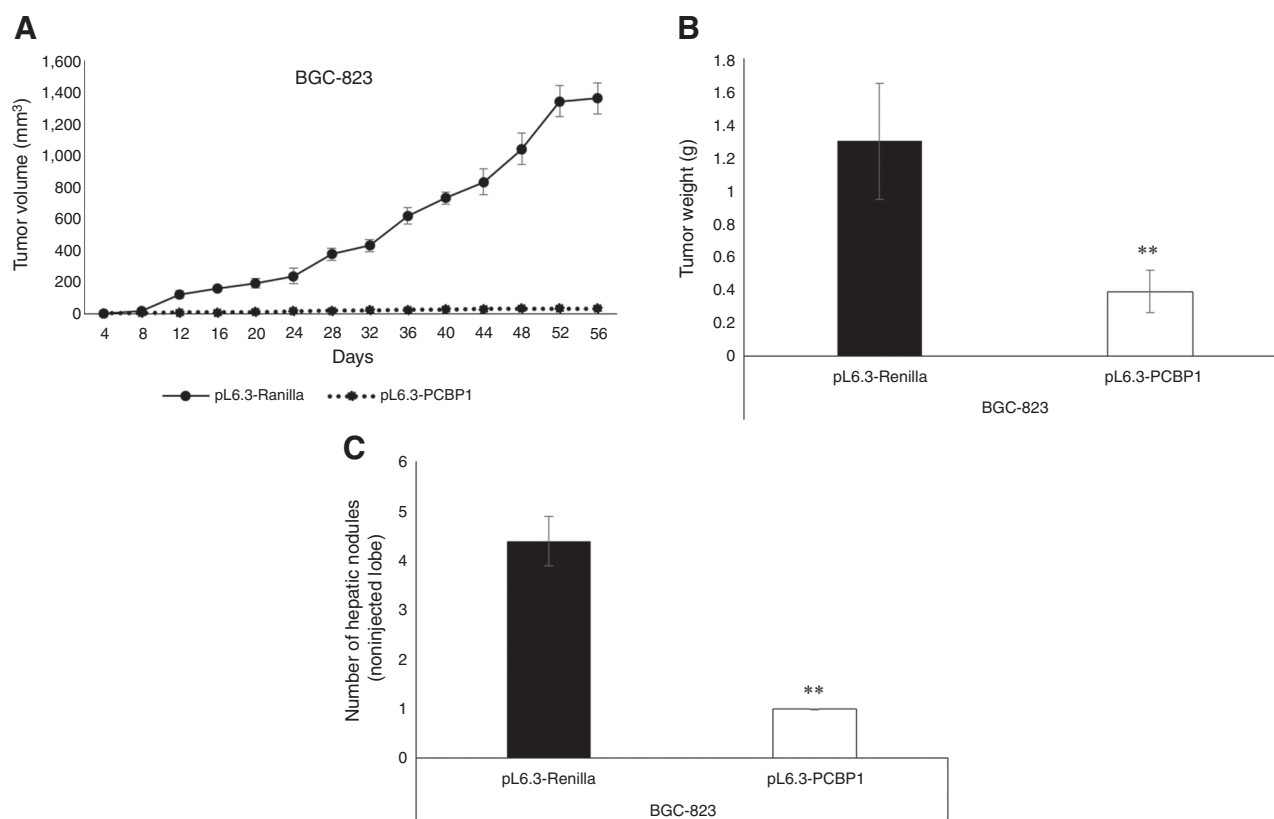 A
BGC-823
Tumor volume (mm³)
1,600
1,400
1,200
1,000
800
600
400
200
0
4 8 12 16 20 24 28 32 36 40 44 48 52 56
Days
pL6.3-Ranilla pL6.3-PCBP1
B
Tumor weight (g)
1.8
1.6
1.4
1.2
1
0.8
0.6
0.4
0.2
0
**
pL6.3-Renilla pL6.3-PCBP1
BGC-823
C
Number of hepatic nodules
(noninjected lobe)
6
5
4
3
2
1
0
**
pL6.3-Renilla pL6.3-PCBP1
BGC-823